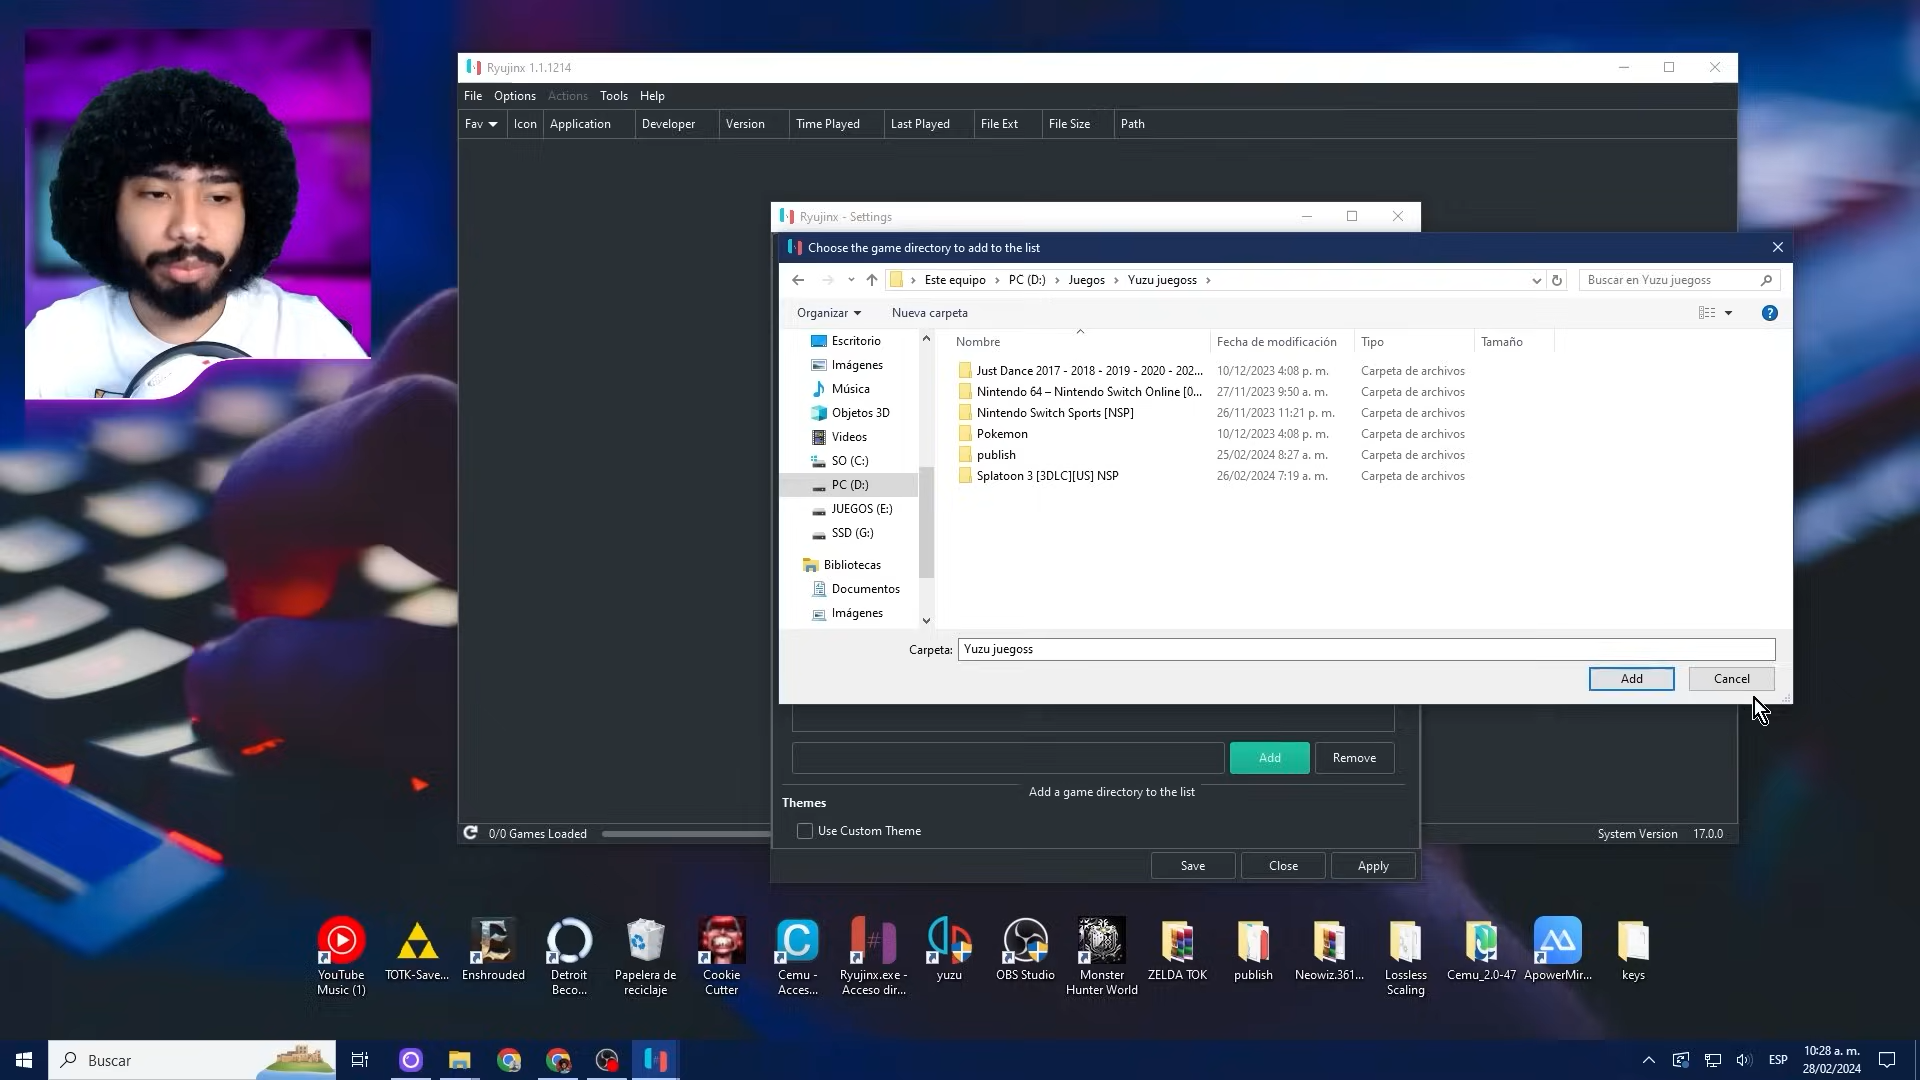 Ryujinx 1.1.1214
File Options Actions Tools Help
Fav Icon Application Developer Version Time Played Last Played File Ext File Size Path
Ryujinx - Settings
Choose the game directory to add to the list
Este equipo > PC (D:) > Juegos > Yuzu juegoss >
Buscar en Yuzu juegoss
Organizar
Nueva carpeta
Nombre Fecha de modificación Tipo Tamaño
Escritorio
Imágenes
Música
Objetos 3D
Videos
SO (C:)
PC (D:)
JUEGOS (E:)
SSD (G:)
Bibliotecas
Documentos
Imágenes
Just Dance 2017 - 2018 - 2019 - 2020 - 202... 10/12/2023 4:08 p. m. Carpeta de archivos
Nintendo 64 – Nintendo Switch Online [0... 27/11/2023 9:50 a. m. Carpeta de archivos
Nintendo Switch Sports [NSP] 26/11/2023 11:21 p. m. Carpeta de archivos
Pokemon 10/12/2023 4:08 p. m. Carpeta de archivos
publish 25/02/2024 8:27 a. m. Carpeta de archivos
Splatoon 3 [3DLC][US] NSP 26/02/2024 7:19 a. m. Carpeta de archivos
Carpeta: Yuzu juegoss
Add Cancel
Add Remove
Add a game directory to the list
Themes
Use Custom Theme
0/0 Games Loaded
System Version 17.0.0
Save Close Apply
YouTube Music (1)
TOTK-Save...
Enshrouded
Detroit Beco...
Papelera de reciclaje
Cookie Cutter
Cemu - Acces...
Ryujinx.exe - Acceso dir...
yuzu
OBS Studio
Monster Hunter World
ZELDA TOK
publish
Neowiz.361...
Lossless Scaling
Cemu_2.0-47
ApowerMir...
keys
Buscar
ESP
10:28 a. m.
28/02/2024